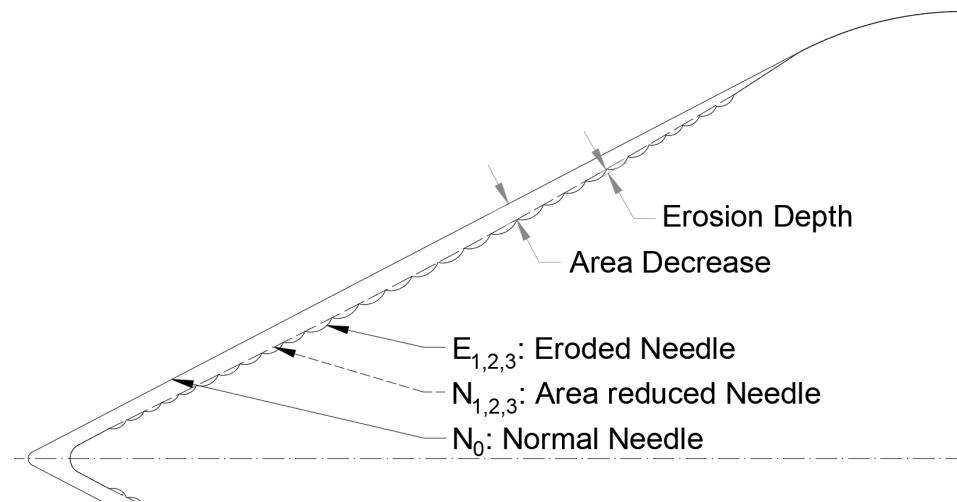 Erosion Depth
Area Decrease
E1,2,3: Eroded Needle
N1,2,3: Area reduced Needle
N0: Normal Needle